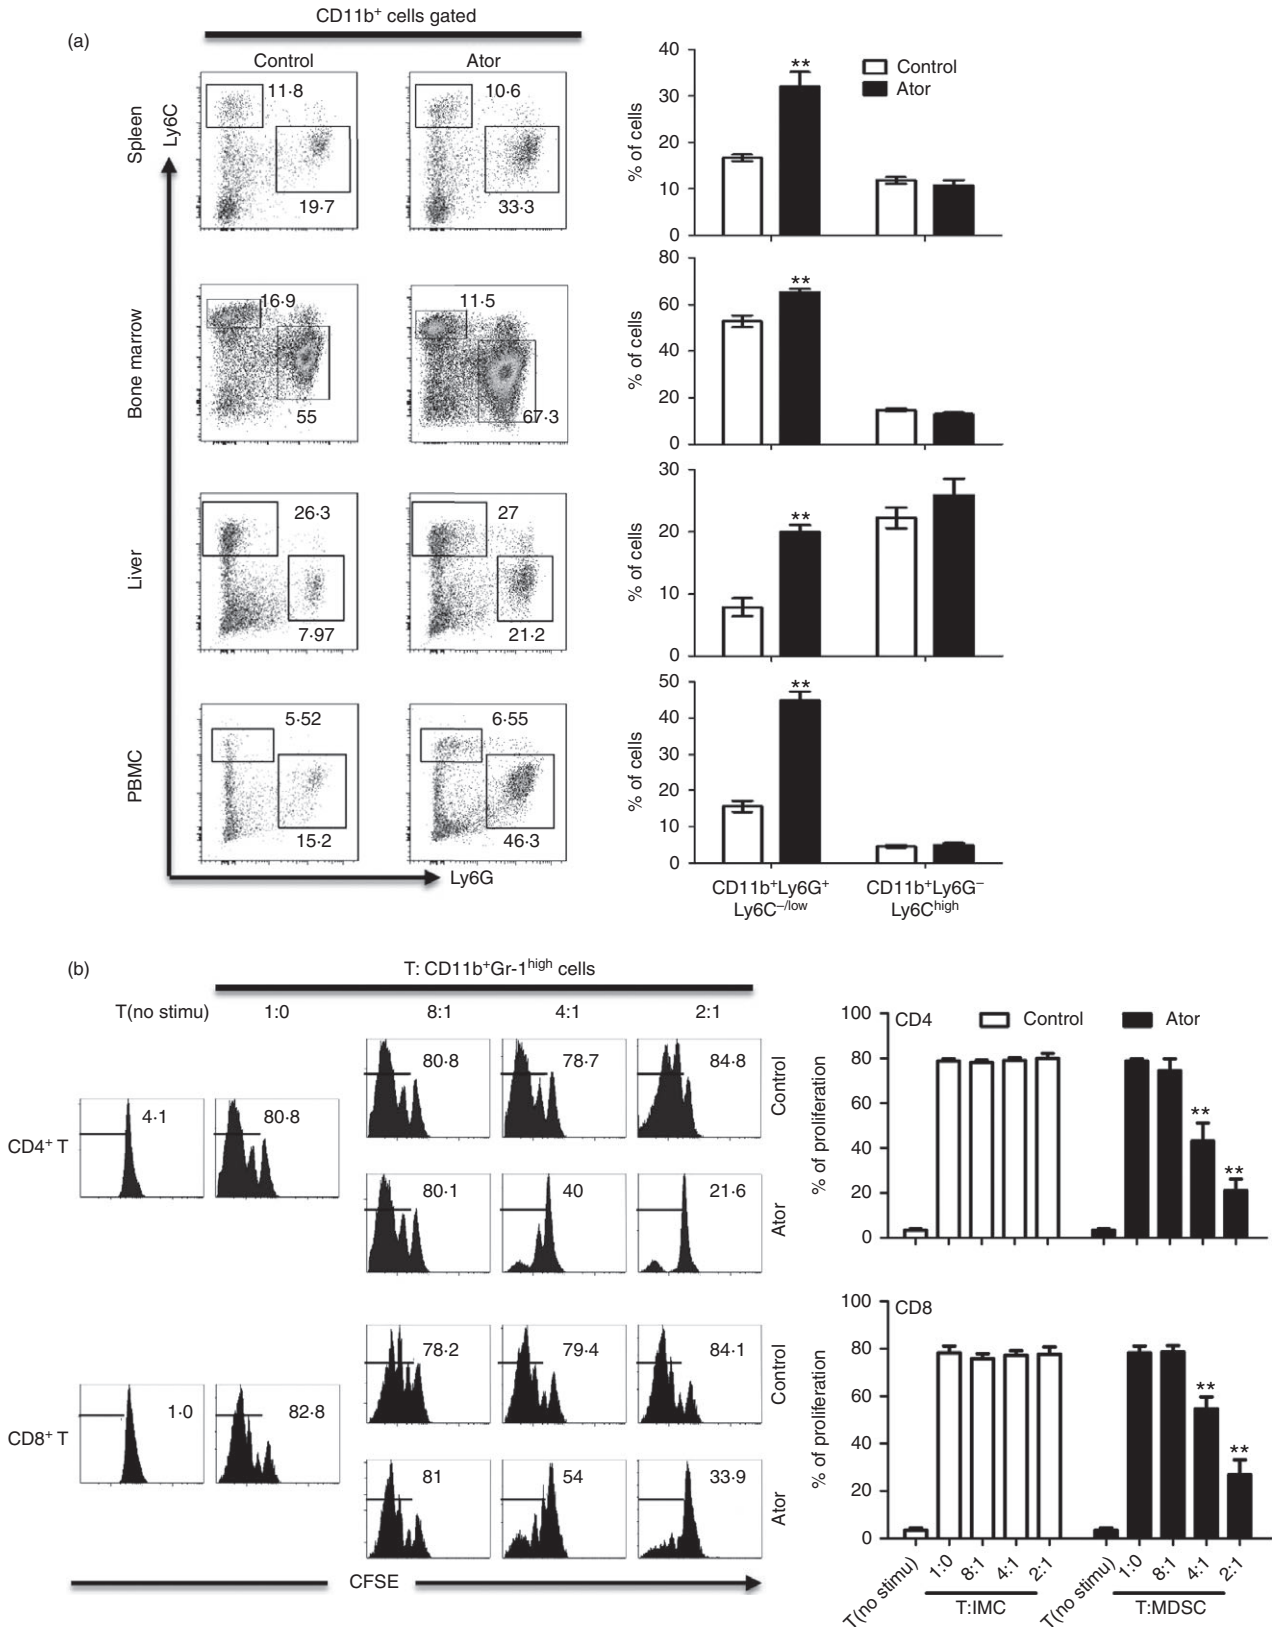 (a)
CD11b⁺ cells gated
Control
Ator
Spleen
Ly6C
11·8
19·7
10·6
33·3
Bone marrow
16·9
55
11·5
67·3
Liver
26·3
7·97
27
21·2
PBMC
5·52
15·2
6·55
46·3
Ly6G
% of cells
40
30
20
10
0
Control
Ator
**
% of cells
80
60
40
20
0
**
% of cells
30
20
10
0
**
% of cells
50
40
30
20
10
0
**
CD11b⁺Ly6G⁺
Ly6C⁻/low
CD11b⁺Ly6G⁻
Ly6Chigh
(b)
T: CD11b⁺Gr-1high cells
T(no stimu)
1:0
8:1
4:1
2:1
CD4⁺ T
4·1
80·8
80·8
78·7
84·8
Control
80·1
40
21·6
Ator
CD8⁺ T
1·0
82·8
78·2
79·4
84·1
Control
81
54
33·9
Ator
CFSE
CD4
Control
Ator
% of proliferation
100
80
60
40
20
0
**
**
CD8
% of proliferation
100
80
60
40
20
0
**
**
T(no stimu)
1:0
8:1
4:1
2:1
T(no stimu)
1:0
8:1
4:1
2:1
T:IMC
T:MDSC